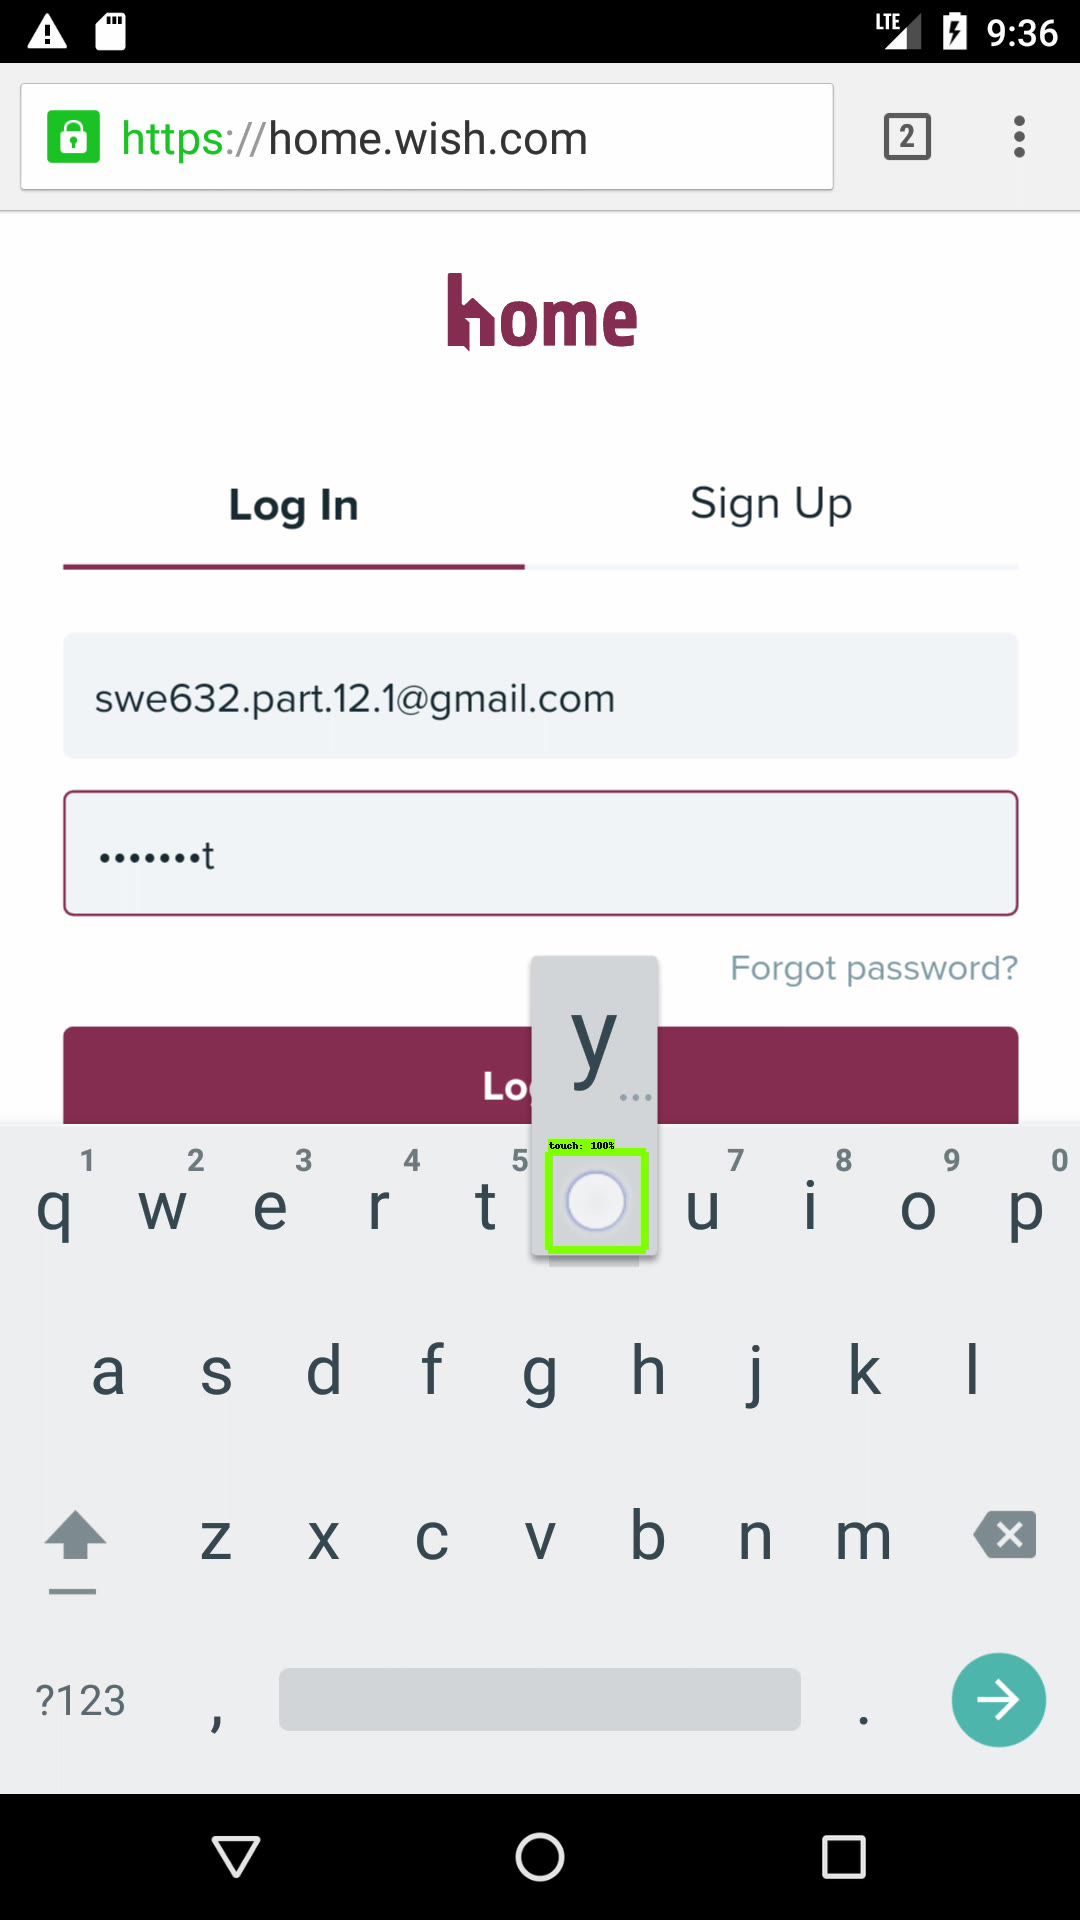 LTE 9:36
https://home.wish.com 2
home
Log In Sign Up
swe632.part.12.1@gmail.com
•••••••t
Forgot password?
y
...
touch: 100%
1 2 3 4 5 7 8 9 0
q w e r t u i o p
a s d f g h j k l
z x c v b n m
?123 , .